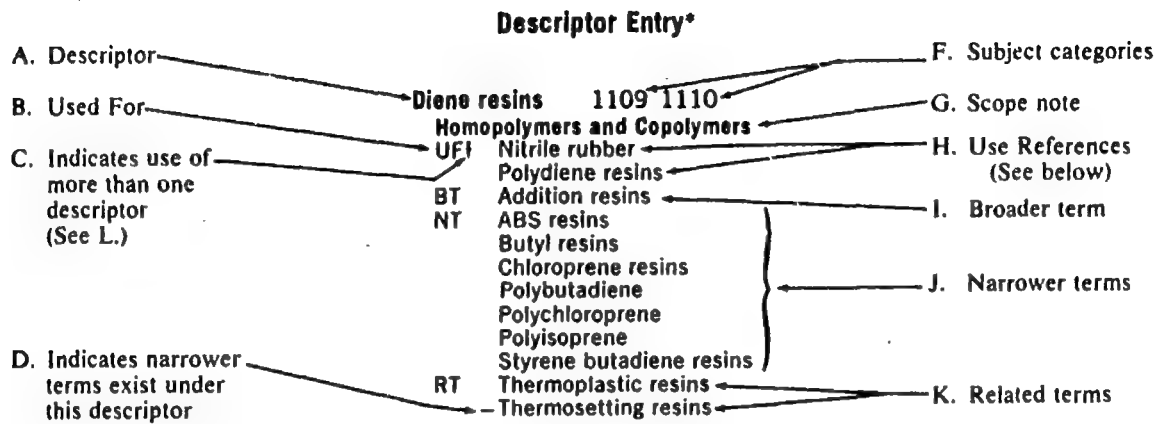 Descriptor Entry*
A. Descriptor
B. Used For
C. Indicates use of
more than one
descriptor
(See L.)
D. Indicates narrower
terms exist under
this descriptor
Diene resins 1109 1110
Homopolymers and Copolymers
UF† Nitrile rubber
Polydiene resins
BT Addition resins
NT ABS resins
Butyl resins
Chloroprene resins
Polybutadiene
Polychloroprene
Polyisoprene
Styrene butadiene resins
RT Thermoplastic resins
– Thermosetting resins
F. Subject categories
G. Scope note
H. Use References
(See below)
I. Broader term
J. Narrower terms
K. Related terms